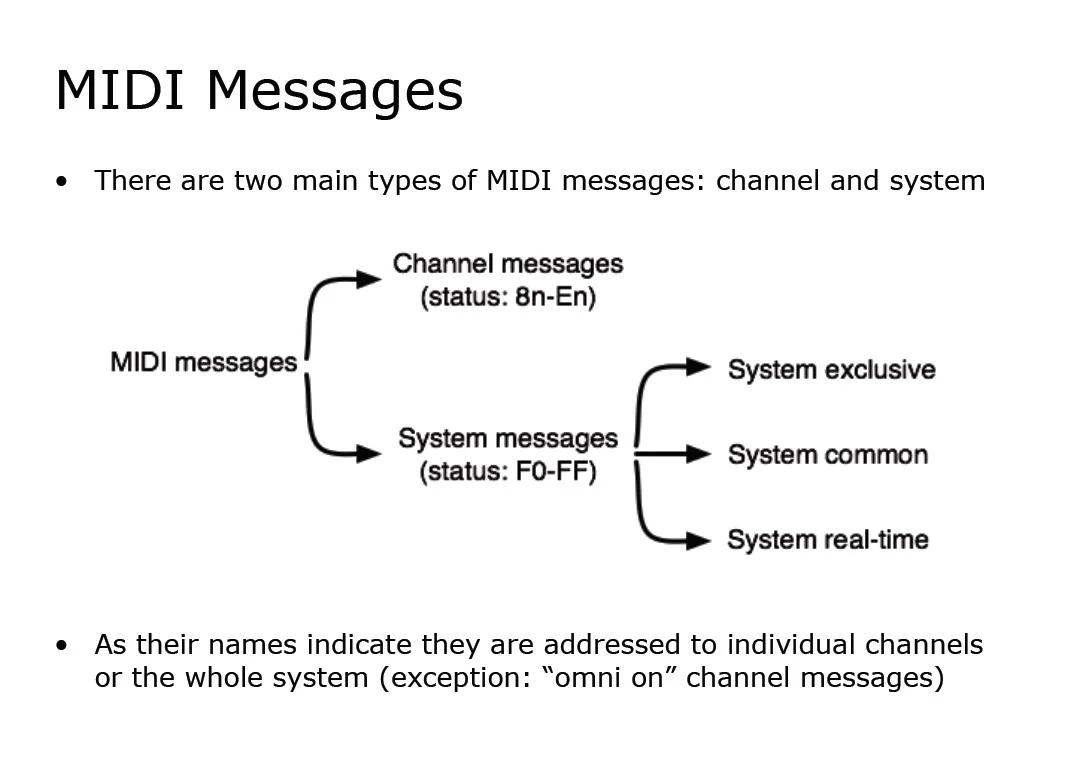 MIDI Messages
• There are two main types of MIDI messages: channel and system
Channel messages
(status: 8n-En)
MIDI messages
System exclusive
System messages
(status: F0-FF)
System common
System real-time
• As their names indicate they are addressed to individual channels
or the whole system (exception: “omni on” channel messages)